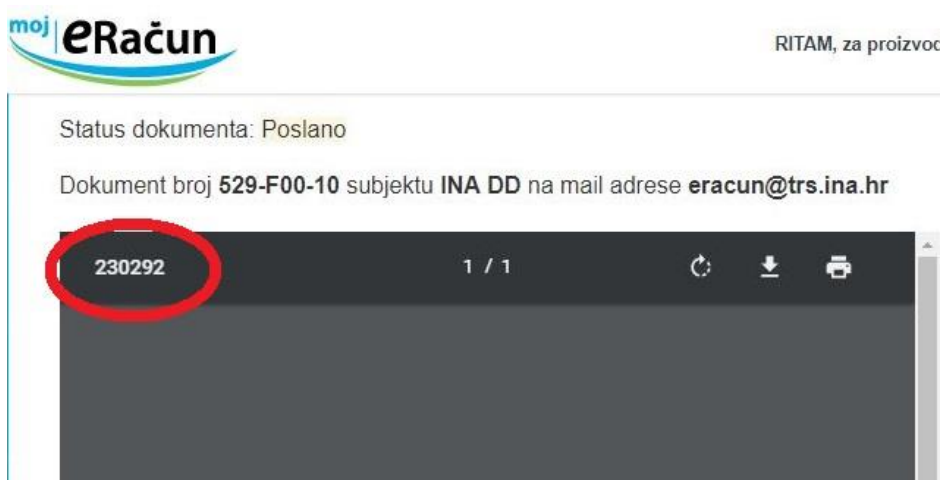 moj eRačun
RITAM, za proizvod
Status dokumenta: Poslano
Dokument broj 529-F00-10 subjektu INA DD na mail adrese eracun@trs.ina.hr
230292 1 / 1